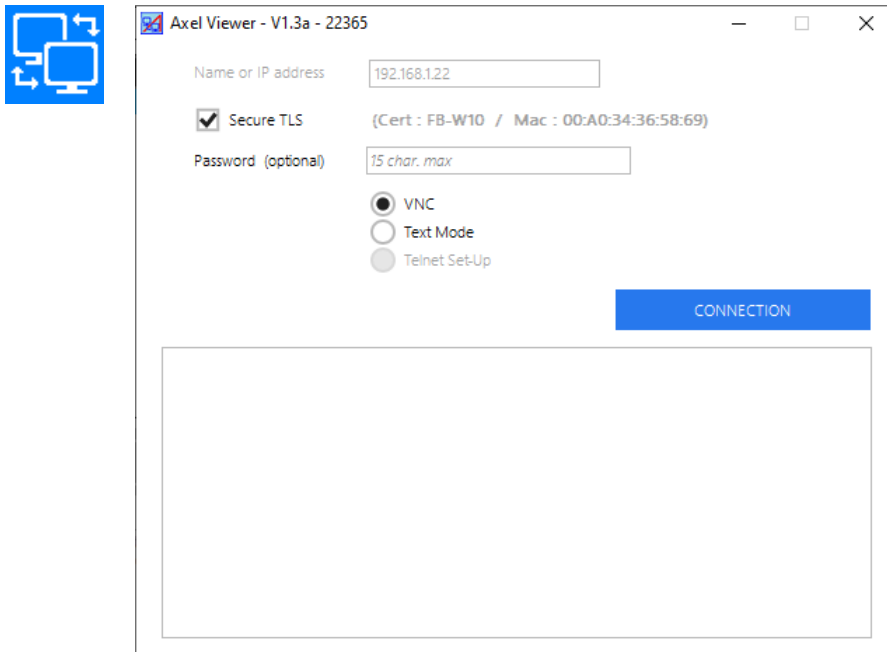 Axel Viewer - V1.3a - 22365
Name or IP address 192.168.1.22
Secure TLS (Cert : FB-W10 / Mac : 00:A0:34:36:58:69)
Password (optional) 15 char. max
VNC
Text Mode
Telnet Set-Up
CONNECTION